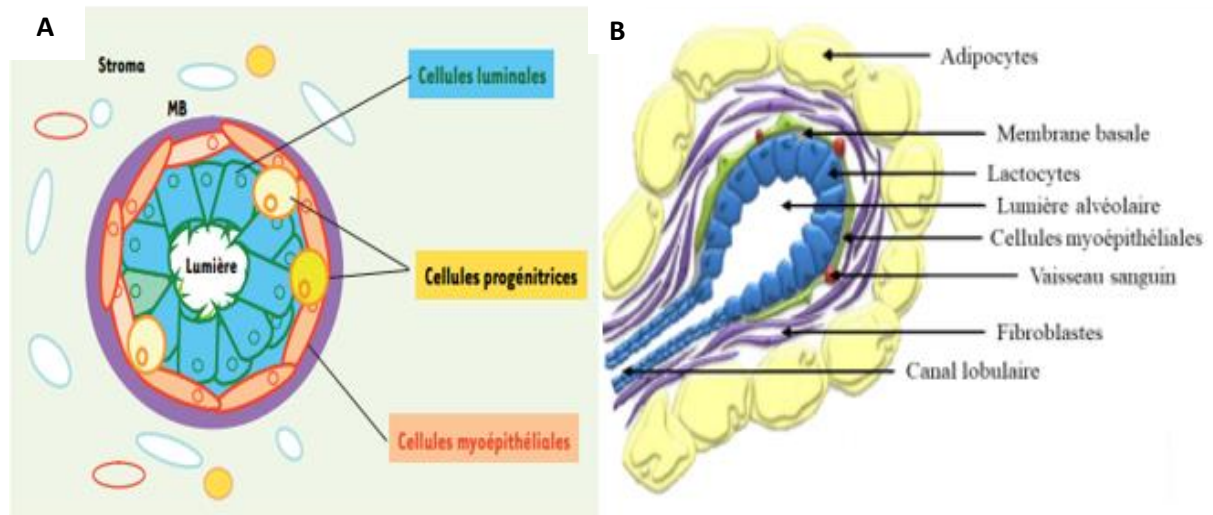 A
Stroma
MB
Cellules luminales
Lumière
Cellules progénitrices
Cellules myoépithéliales
B
Adipocytes
Membrane basale
Lactocytes
Lumière alvéolaire
Cellules myoépithéliales
Vaisseau sanguin
Fibroblastes
Canal lobulaire